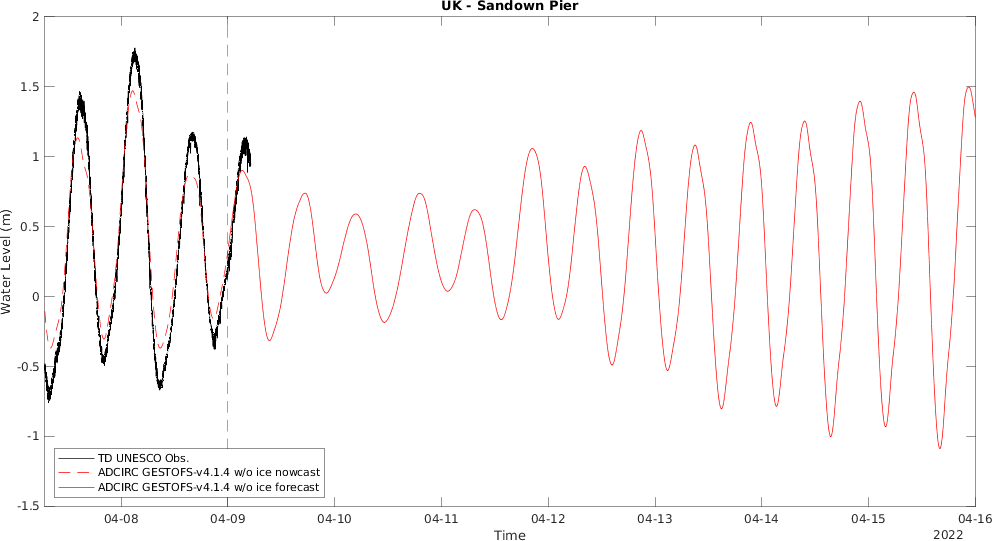 UK - Sandown Pier
2
1.5
1
0.5
0
-0.5
-1
-1.5
Water Level (m)
TD UNESCO Obs.
ADCIRC GESTOFS-v4.1.4 w/o ice nowcast
ADCIRC GESTOFS-v4.1.4 w/o ice forecast
04-08 04-09 04-10 04-11 04-12 04-13 04-14 04-15 04-16
Time
2022